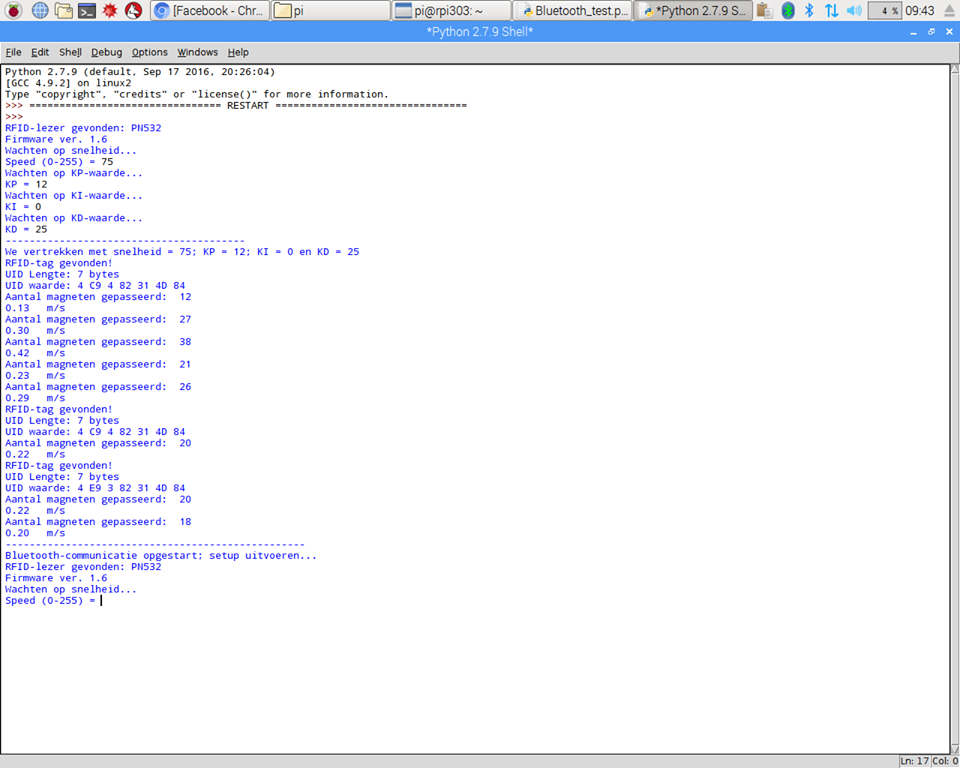 [Facebook - Chr... pi pi@rpi303: ~ Bluetooth_test.p... *Python 2.7.9 S... 4 % 09:43
*Python 2.7.9 Shell*
File Edit Shell Debug Options Windows Help
Python 2.7.9 (default, Sep 17 2016, 20:26:04)
[GCC 4.9.2] on linux2
Type "copyright", "credits" or "license()" for more information.
>>> ================================ RESTART ================================
>>>
RFID-lezer gevonden: PN532
Firmware ver. 1.6
Wachten op snelheid...
Speed (0-255) = 75
Wachten op KP-waarde...
KP = 12
Wachten op KI-waarde...
KI = 0
Wachten op KD-waarde...
KD = 25
----------------------------------------
We vertrekken met snelheid = 75; KP = 12; KI = 0 en KD = 25
RFID-tag gevonden!
UID Lengte: 7 bytes
UID waarde: 4 C9 4 82 31 4D 84
Aantal magneten gepasseerd: 12
0.13 m/s
Aantal magneten gepasseerd: 27
0.30 m/s
Aantal magneten gepasseerd: 38
0.42 m/s
Aantal magneten gepasseerd: 21
0.23 m/s
Aantal magneten gepasseerd: 26
0.29 m/s
RFID-tag gevonden!
UID Lengte: 7 bytes
UID waarde: 4 C9 4 82 31 4D 84
Aantal magneten gepasseerd: 20
0.22 m/s
RFID-tag gevonden!
UID Lengte: 7 bytes
UID waarde: 4 E9 3 82 31 4D 84
Aantal magneten gepasseerd: 20
0.22 m/s
Aantal magneten gepasseerd: 18
0.20 m/s
--------------------------------------------------
Bluetooth-communicatie opgestart; setup uitvoeren...
RFID-lezer gevonden: PN532
Firmware ver. 1.6
Wachten op snelheid...
Speed (0-255) =
Ln: 17 Col: 0